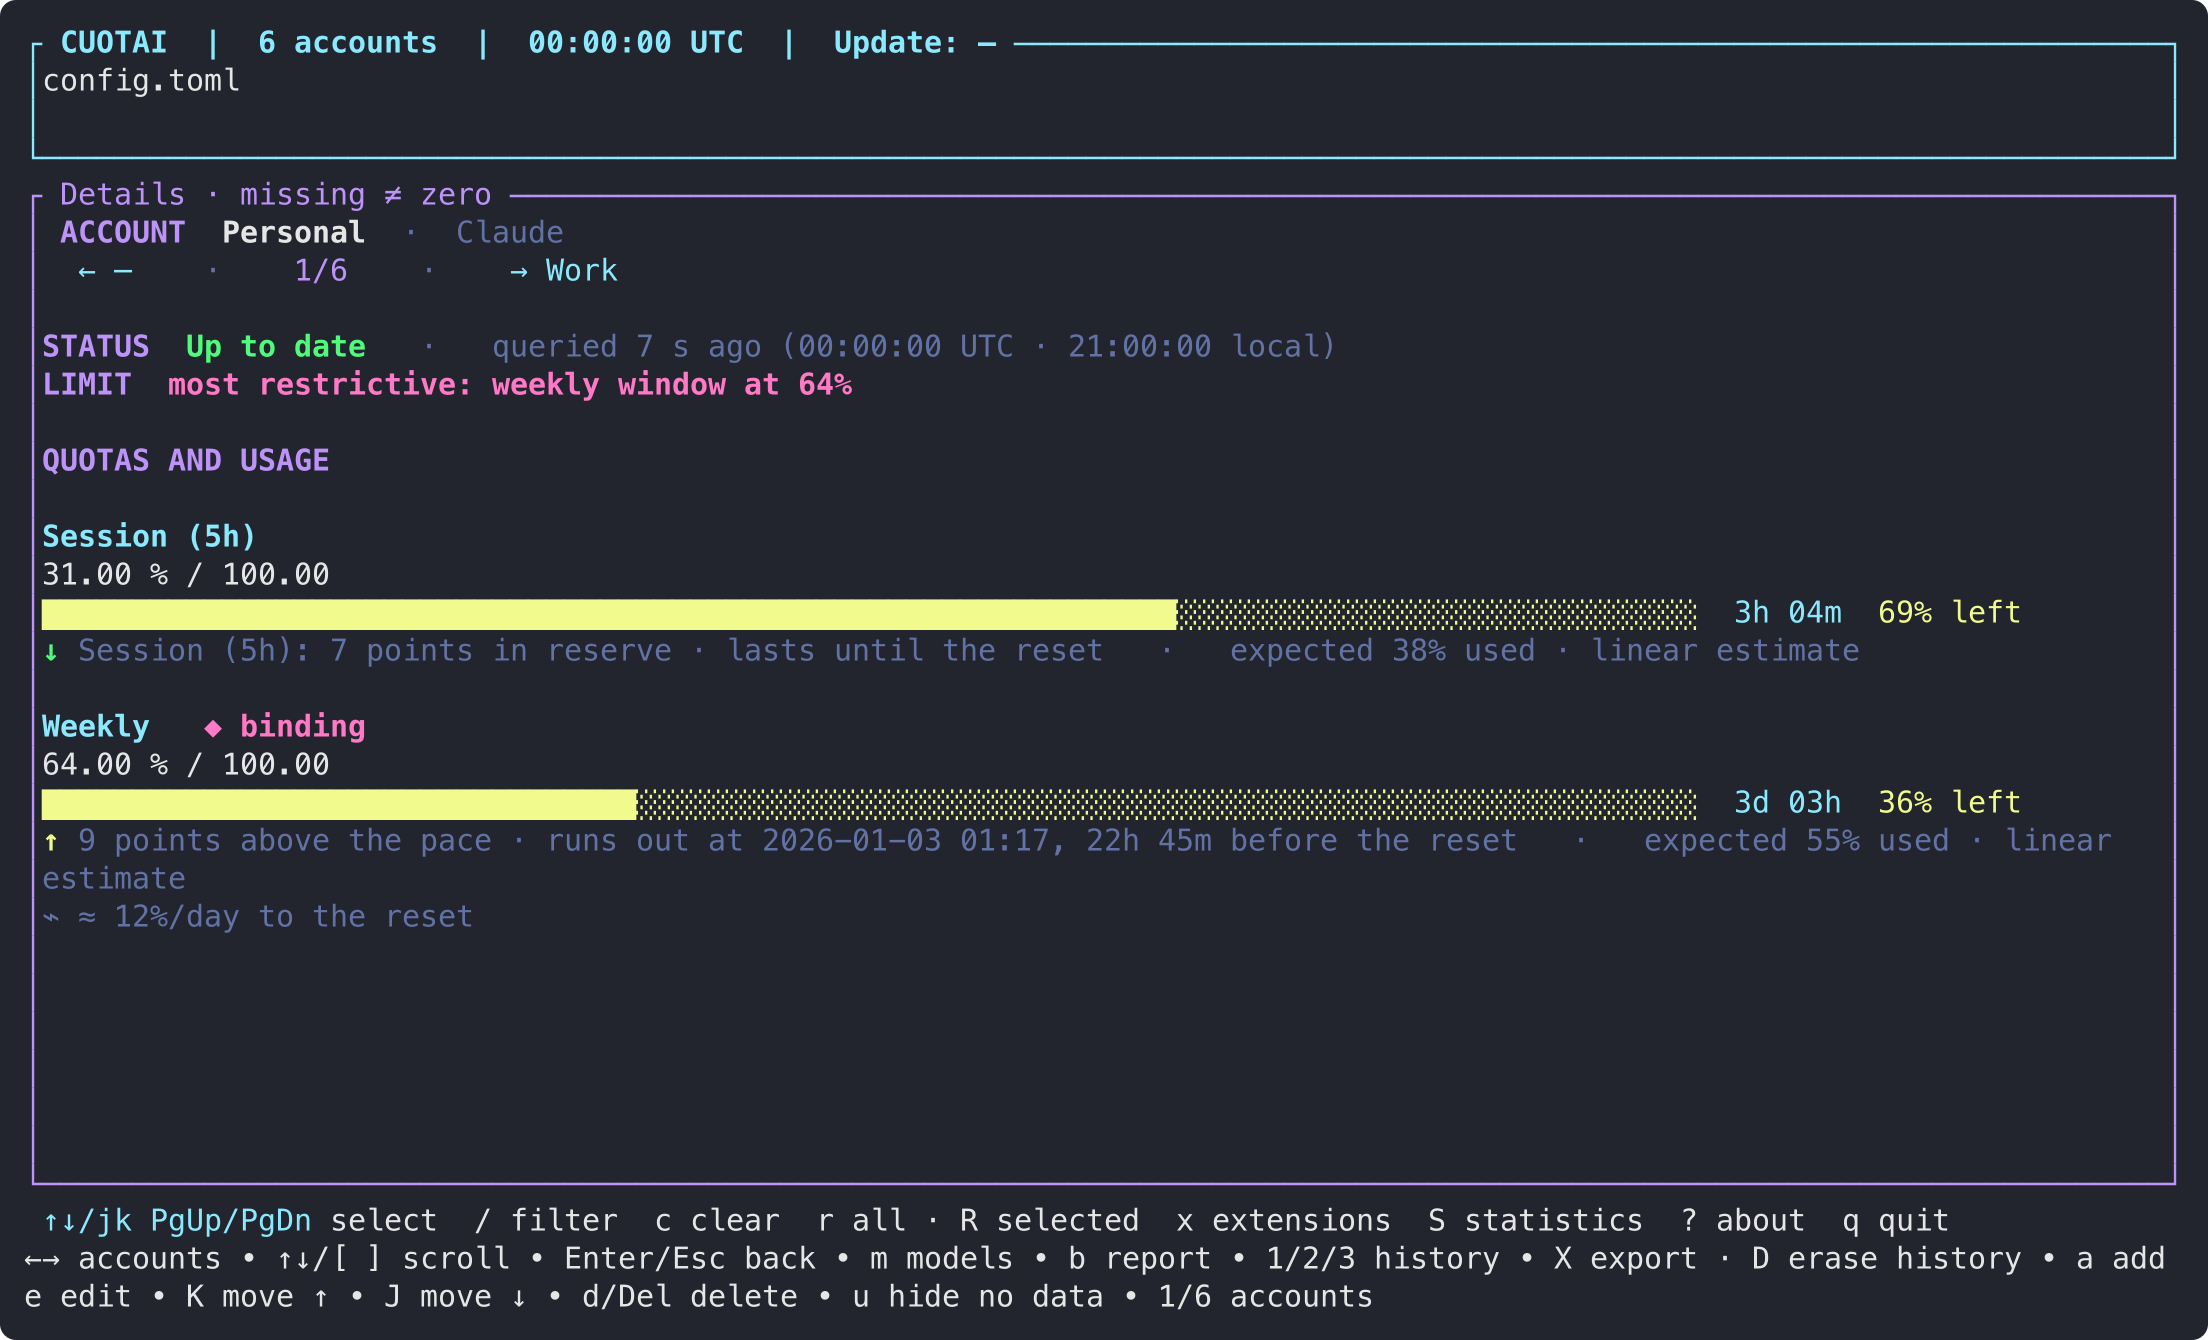 CUOTAI | 6 accounts | 00:00:00 UTC | Update: —
config.toml
Details · missing ≠ zero
ACCOUNT Personal · Claude
← — · 1/6 · → Work
STATUS Up to date · queried 7 s ago (00:00:00 UTC · 21:00:00 local)
LIMIT most restrictive: weekly window at 64%
QUOTAS AND USAGE
Session (5h)
31.00 % / 100.00
3h 04m 69% left
↓ Session (5h): 7 points in reserve · lasts until the reset · expected 38% used · linear estimate
Weekly ◆ binding
64.00 % / 100.00
3d 03h 36% left
↑ 9 points above the pace · runs out at 2026-01-03 01:17, 22h 45m before the reset · expected 55% used · linear
estimate
⌁ ≈ 12%/day to the reset
↑↓/jk PgUp/PgDn select / filter c clear r all · R selected x extensions S statistics ? about q quit
←→ accounts • ↑↓/[ ] scroll • Enter/Esc back • m models • b report • 1/2/3 history • X export · D erase history • a add
e edit • K move ↑ • J move ↓ • d/Del delete • u hide no data • 1/6 accounts